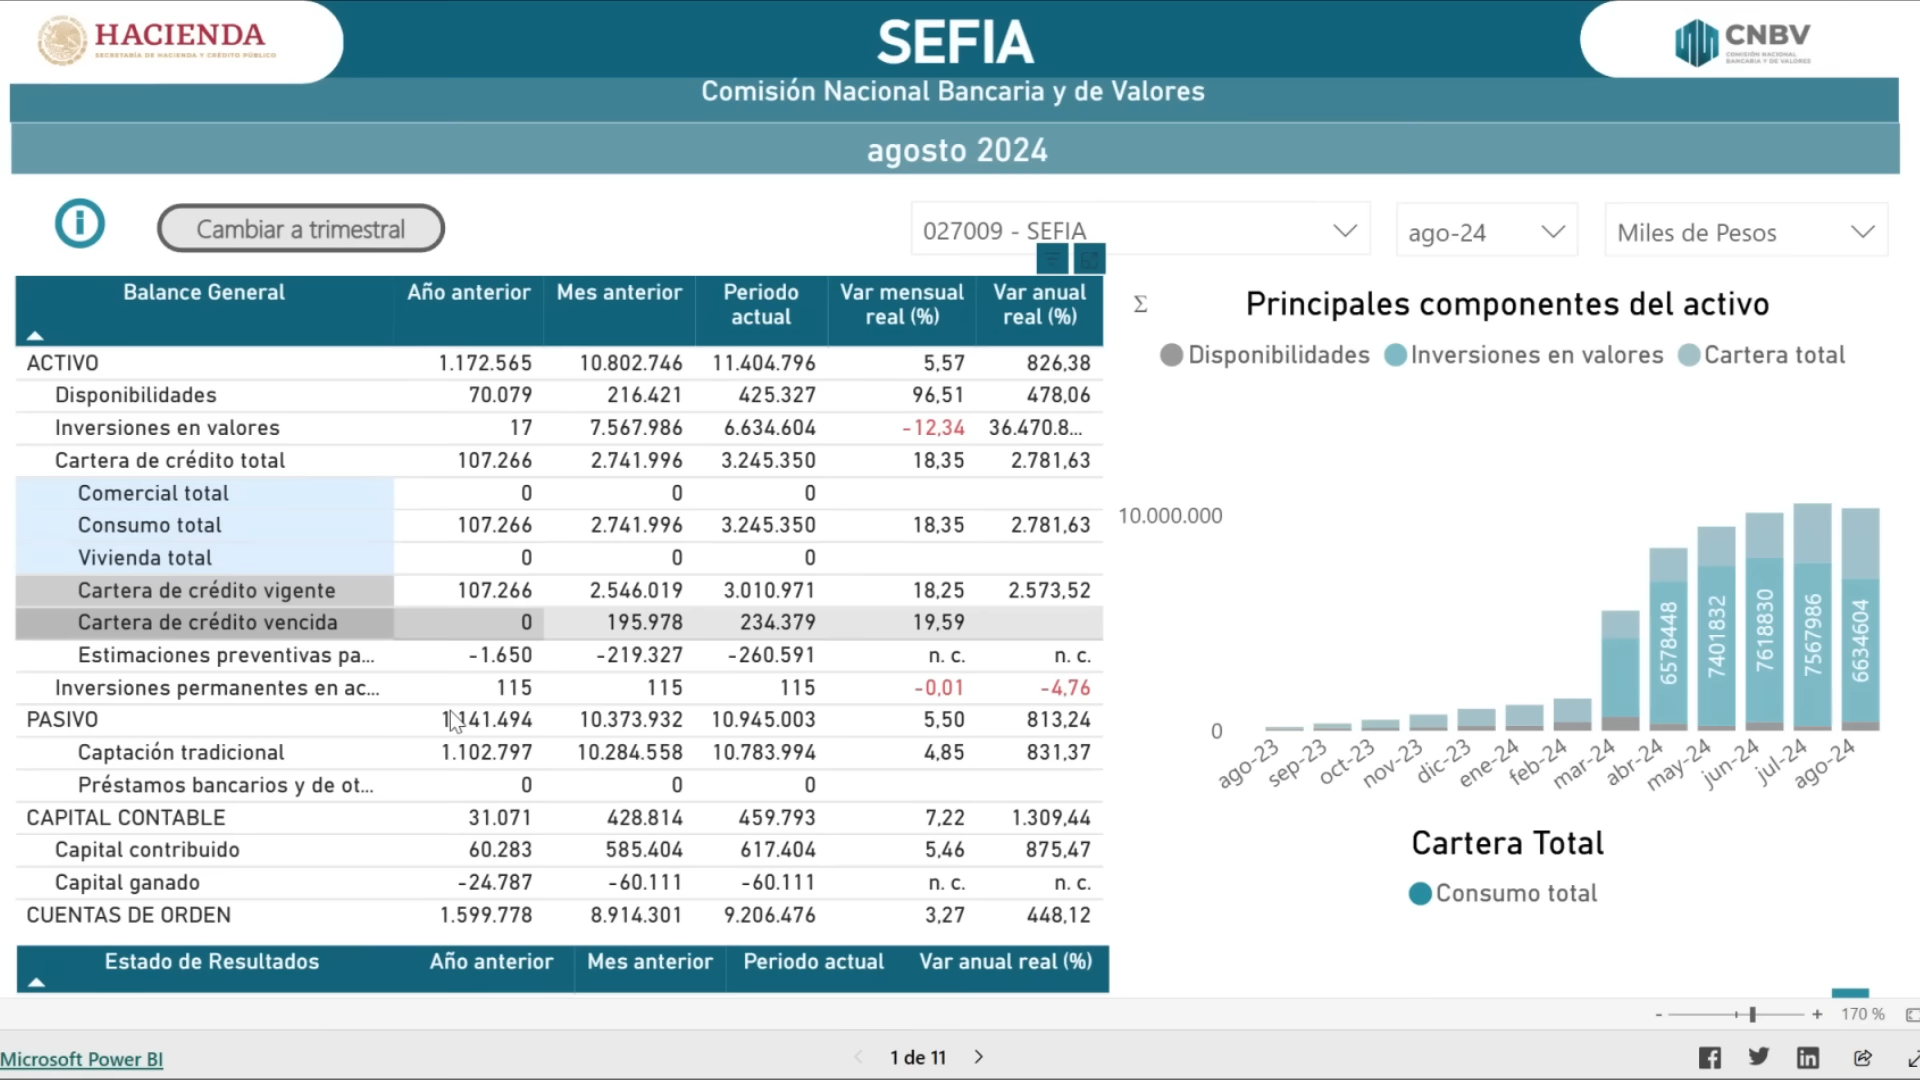 HACIENDA
SECRETARÍA DE HACIENDA Y CRÉDITO PÚBLICO
SEFIA
CNBV
COMISIÓN NACIONAL
BANCARIA Y DE VALORES
Comisión Nacional Bancaria y de Valores
agosto 2024
Cambiar a trimestral
027009 - SEFIA
ago-24
Miles de Pesos
Balance General Año anterior Mes anterior Periodo actual Var mensual real (%) Var anual real (%)
ACTIVO 1.172.565 10.802.746 11.404.796 5,57 826,38
Disponibilidades 70.079 216.421 425.327 96,51 478,06
Inversiones en valores 17 7.567.986 6.634.604 -12,34 36.470.8...
Cartera de crédito total 107.266 2.741.996 3.245.350 18,35 2.781,63
Comercial total 0 0 0
Consumo total 107.266 2.741.996 3.245.350 18,35 2.781,63
Vivienda total 0 0 0
Cartera de crédito vigente 107.266 2.546.019 3.010.971 18,25 2.573,52
Cartera de crédito vencida 0 195.978 234.379 19,59
Estimaciones preventivas pa... -1.650 -219.327 -260.591 n. c. n. c.
Inversiones permanentes en ac... 115 115 115 -0,01 -4,76
PASIVO 1.141.494 10.373.932 10.945.003 5,50 813,24
Captación tradicional 1.102.797 10.284.558 10.783.994 4,85 831,37
Préstamos bancarios y de ot... 0 0 0
CAPITAL CONTABLE 31.071 428.814 459.793 7,22 1.309,44
Capital contribuido 60.283 585.404 617.404 5,46 875,47
Capital ganado -24.787 -60.111 -60.111 n. c. n. c.
CUENTAS DE ORDEN 1.599.778 8.914.301 9.206.476 3,27 448,12
Estado de Resultados Año anterior Mes anterior Periodo actual Var anual real (%)
Σ
Principales componentes del activo
Disponibilidades Inversiones en valores Cartera total
10.000.000
0
6578448 7401832 7618830 7567986 6634604
ago-23 sep-23 oct-23 nov-23 dic-23 ene-24 feb-24 mar-24 abr-24 may-24 jun-24 jul-24 ago-24
Cartera Total
Consumo total
- + 170 %
Microsoft Power BI
1 de 11